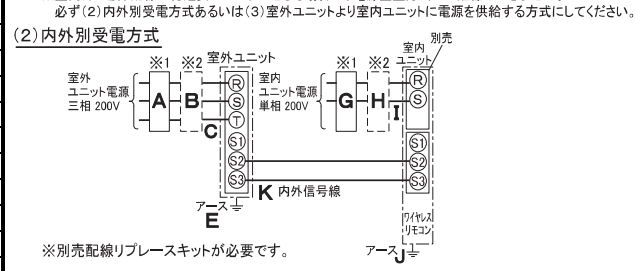 必ず(2)内外別受電方式あるいは(3)室外ユニットより室内ユニットに電源を供給する方式にしてください。
(2)内外別受電方式
別売
※1 ※2 室外ユニット
※1 ※2 室内
ユニット
室外
ユニット電源
三相 200V
A B C
R
S
T
S1
S2
S3
室内
ユニット電源
単相 200V
G H I
R
S
S1
S2
S3
K 内外信号線
アース
E
ワイヤレス
リモコン
アース J
※別売配線リプレースキットが必要です。